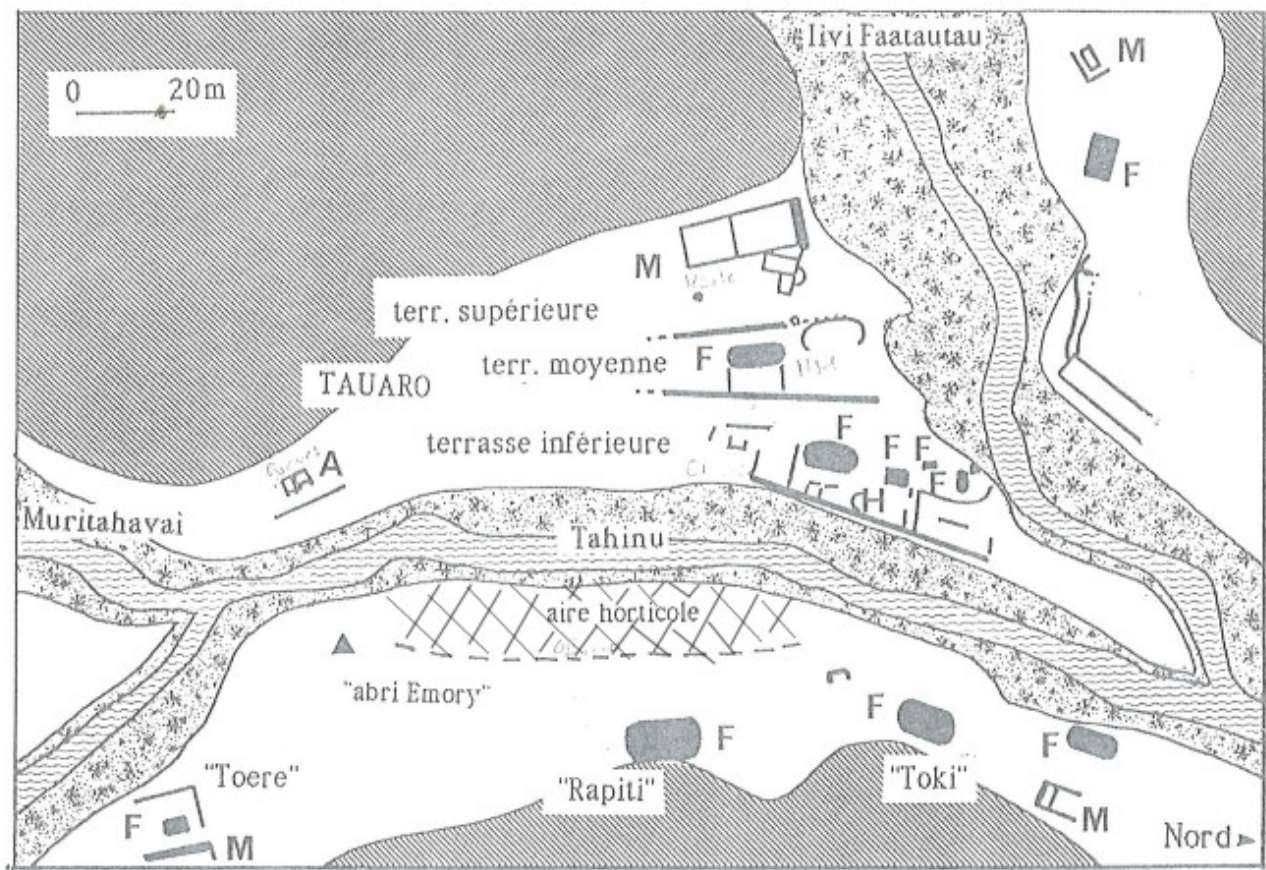 Iivi Faatautau
M
0 20m
F
M
terr. supérieure
F
terr. moyenne
TAUARO
F
terrasse inférieure
F
F
A
F
H
Muritahavai
Tahinu
aire horticole
"abri Emory"
F
F
F
"Toere"
"Rapiti"
"Toki"
F
M
M
Nord